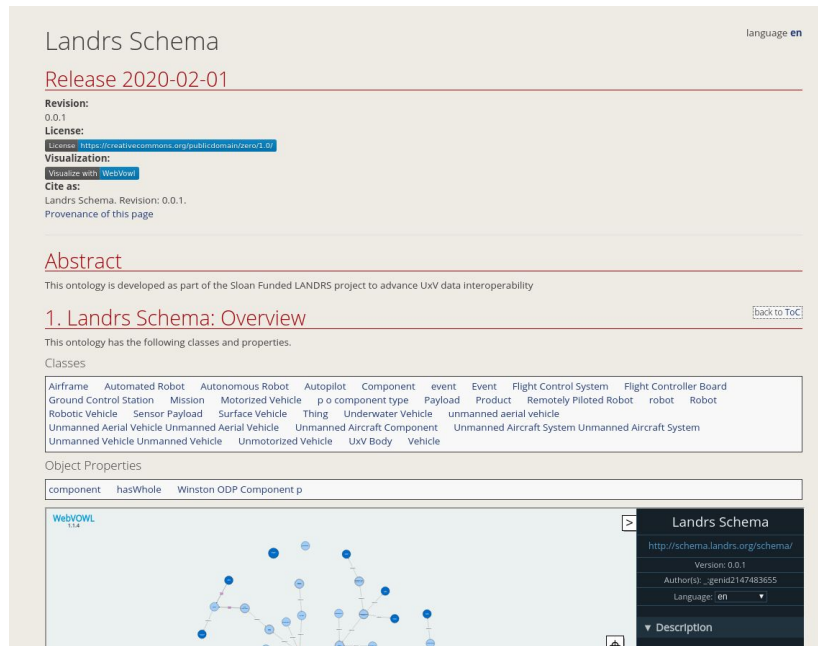 Landrs Schema
language en
Release 2020-02-01
Revision:
0.0.1
License:
License https://creativecommons.org/publicdomain/zero/1.0/
Visualization:
Visualize with WebVowl
Cite as:
Landrs Schema. Revision: 0.0.1.
Provenance of this page
Abstract
This ontology is developed as part of the Sloan Funded LANDRS project to advance UxV data interoperability
1. Landrs Schema: Overview
back to ToC
This ontology has the following classes and properties.
Classes
Airframe Automated Robot Autonomous Robot Autopilot Component event Event Flight Control System Flight Controller Board
Ground Control Station Mission Motorized Vehicle p o component type Payload Product Remotely Piloted Robot robot Robot
Robotic Vehicle Sensor Payload Surface Vehicle Thing Underwater Vehicle unmanned aerial vehicle
Unmanned Aerial Vehicle Unmanned Aerial Vehicle Unmanned Aircraft Component Unmanned Aircraft System Unmanned Aircraft System
Unmanned Vehicle Unmanned Vehicle Unmotorized Vehicle UxV Body Vehicle
Object Properties
component hasWhole Winston ODP Component p
WebVOWL
1.1.4
>
Landrs Schema
http://schema.landrs.org/schema/
Version: 0.0.1
Author(s): _:genid2147483655
Language: en ▼
▼ Description